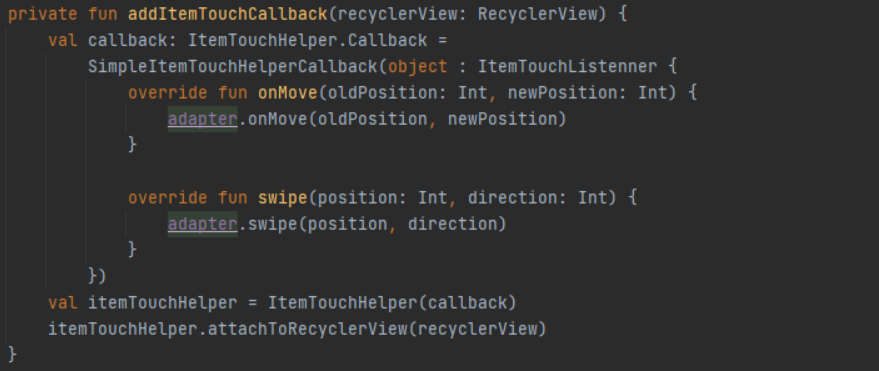 private fun addItemTouchCallback(recyclerView: RecyclerView) {
    val callback: ItemTouchHelper.Callback =
        SimpleItemTouchHelperCallback(object : ItemTouchListenner {
            override fun onMove(oldPosition: Int, newPosition: Int) {
                adapter.onMove(oldPosition, newPosition)
            }

            override fun swipe(position: Int, direction: Int) {
                adapter.swipe(position, direction)
            }
        })
    val itemTouchHelper = ItemTouchHelper(callback)
    itemTouchHelper.attachToRecyclerView(recyclerView)
}